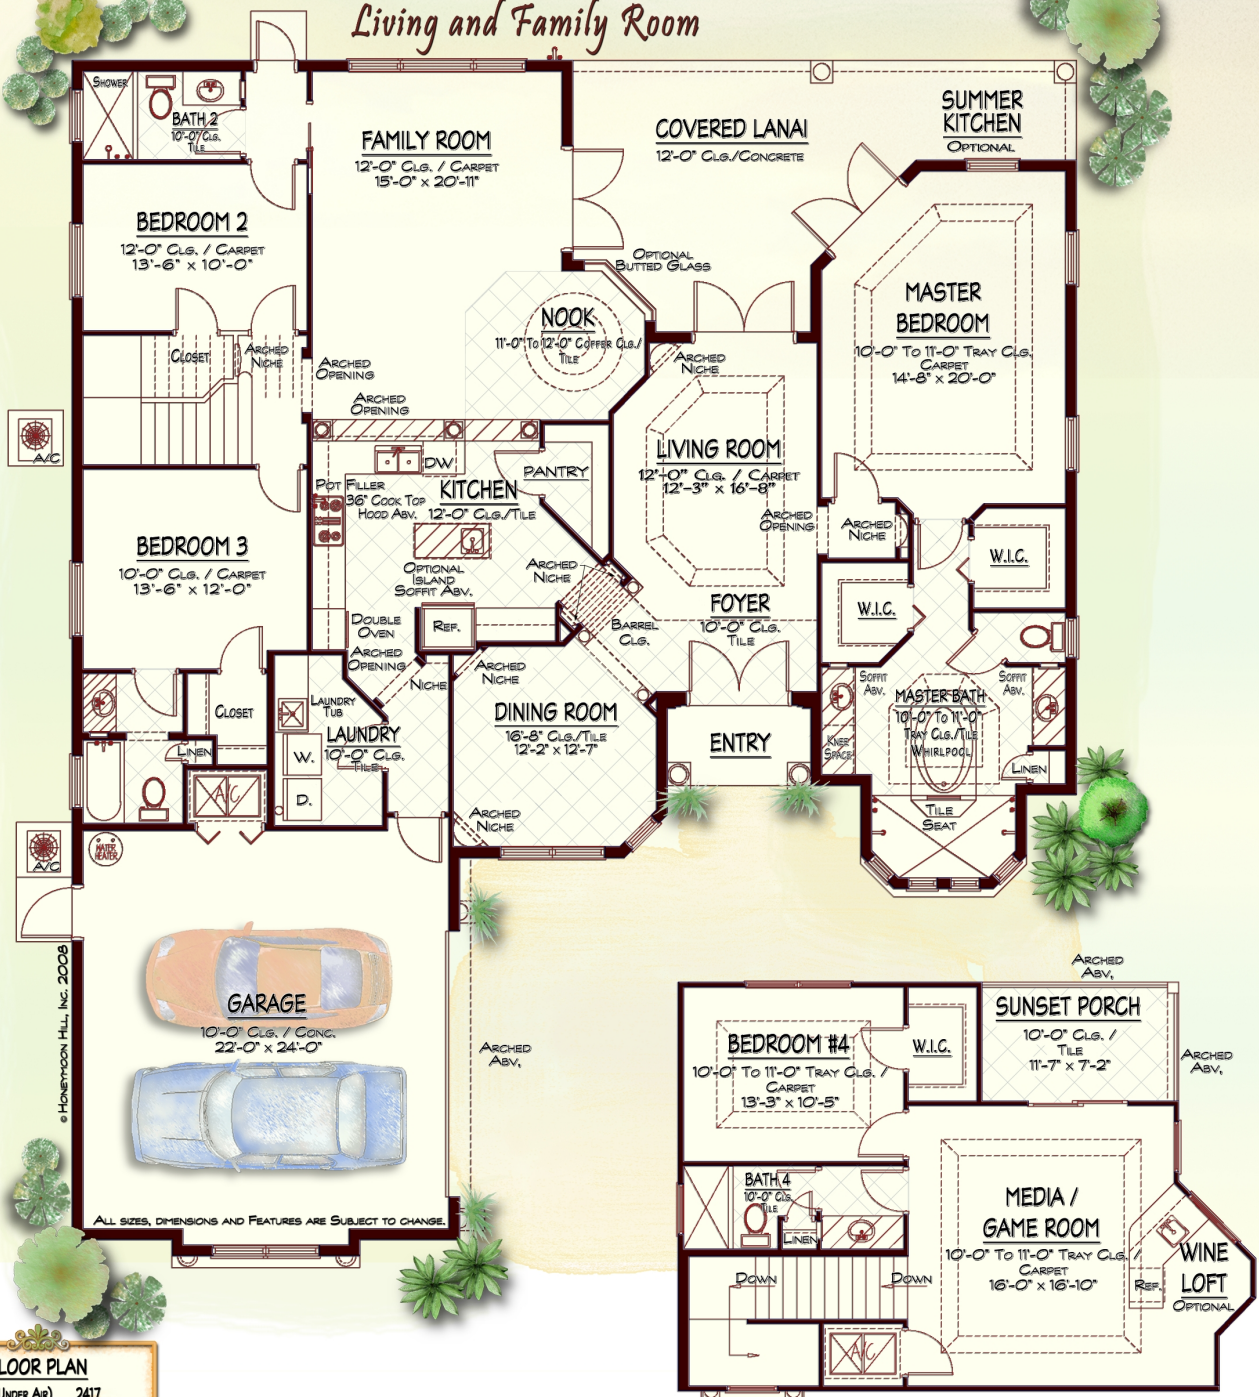 Living and Family Room
SHOWER
BATH 2
10'-0" CLG.
TILE
FAMILY ROOM
12'-0" CLG. / CARPET
15'-0" x 20'-11"
COVERED LANAI
12'-0" CLG./CONCRETE
SUMMER
KITCHEN
OPTIONAL
BEDROOM 2
12'-0" CLG. / CARPET
13'-6" x 10'-0"
OPTIONAL
BUTTED GLASS
MASTER
BEDROOM
10'-0" TO 11'-0" TRAY CLG.
CARPET
14'-8" x 20'-0"
NOOK
11'-0" TO 12'-0" COFFER CLG./
TILE
CLOSET
ARCHED
NICHE
ARCHED
OPENING
ARCHED
NICHE
ARCHED
OPENING
A/C
LIVING ROOM
12'-0" CLG. / CARPET
12'-3" x 16'-8"
DW
PANTRY
POT FILLER
36" COOK TOP
HOOD ABV.
KITCHEN
12'-0" CLG./TILE
ARCHED
OPENING
ARCHED
NICHE
W.I.C.
BEDROOM 3
10'-0" CLG. / CARPET
13'-6" x 12'-0"
OPTIONAL
ISLAND
SOFFIT ABV.
ARCHED
NICHE
W.I.C.
FOYER
10'-0" CLG.
TILE
DOUBLE
OVEN
REF.
BARREL
CLG.
ARCHED
OPENING
NICHE
ARCHED
NICHE
SOFFIT
ABV.
SOFFIT
ABV.
MASTER BATH
10'-0" TO 11'-0"
TRAY CLG./TILE
WHIRLPOOL
CLOSET
LAUNDRY
TUB
LAUNDRY
10'-0" CLG.
TILE
DINING ROOM
16'-8" CLG./TILE
12'-2" x 12'-7"
ENTRY
KNEE
SPACE
LINEN
W.
LINEN
A/C
D.
ARCHED
NICHE
TILE
SEAT
WATER
HEATER
A/C
© HONEYMOON HILL, INC. 2008
GARAGE
10'-0" CLG. / CONC.
22'-0" x 24'-0"
ARCHED
ABV,
ALL SIZES, DIMENSIONS AND FEATURES ARE SUBJECT TO CHANGE.
ARCHED
ABV,
SUNSET PORCH
10'-0" CLG. /
TILE
11'-7" x 7'-2"
ARCHED
ABV,
BEDROOM #4
10'-0" TO 11'-0" TRAY CLG. /
CARPET
13'-3" x 10'-5"
W.I.C.
BATH 4
10'-0" CLG.
TILE
LINEN
MEDIA /
GAME ROOM
10'-0" TO 11'-0" TRAY CLG. /
CARPET
16'-0" x 16'-10"
WINE
LOFT
OPTIONAL
REF.
DOWN
DOWN
A/C
LOOR PLAN
UNDER AIR) 2417